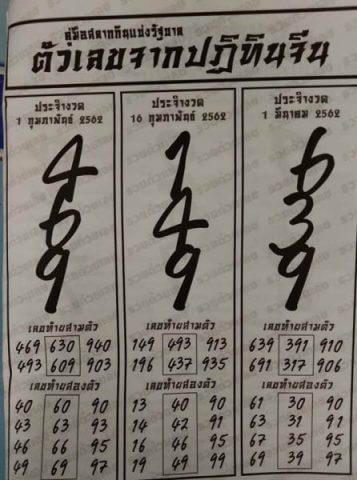 คู่มือสลากกินแบ่งรัฐบาล
ตัวเลขจากปฏิทินจีน
ประจำงวด
1 กุมภาพันธ์ 2562
4
6
9
เลขท้ายสามตัว
469 630 940
493 609 903
เลขท้ายสองตัว
40 60 90
43 63 93
46 66 95
49 69 97
ประจำงวด
16 กุมภาพันธ์ 2562
1
4
9
เลขท้ายสามตัว
149 493 913
196 437 935
เลขท้ายสองตัว
13 40 90
14 42 91
16 46 95
19 49 99
ประจำงวด
1 มีนาคม 2562
6
3
9
เลขท้ายสามตัว
639 391 910
691 317 906
เลขท้ายสองตัว
61 30 90
63 31 91
67 35 95
69 39 97